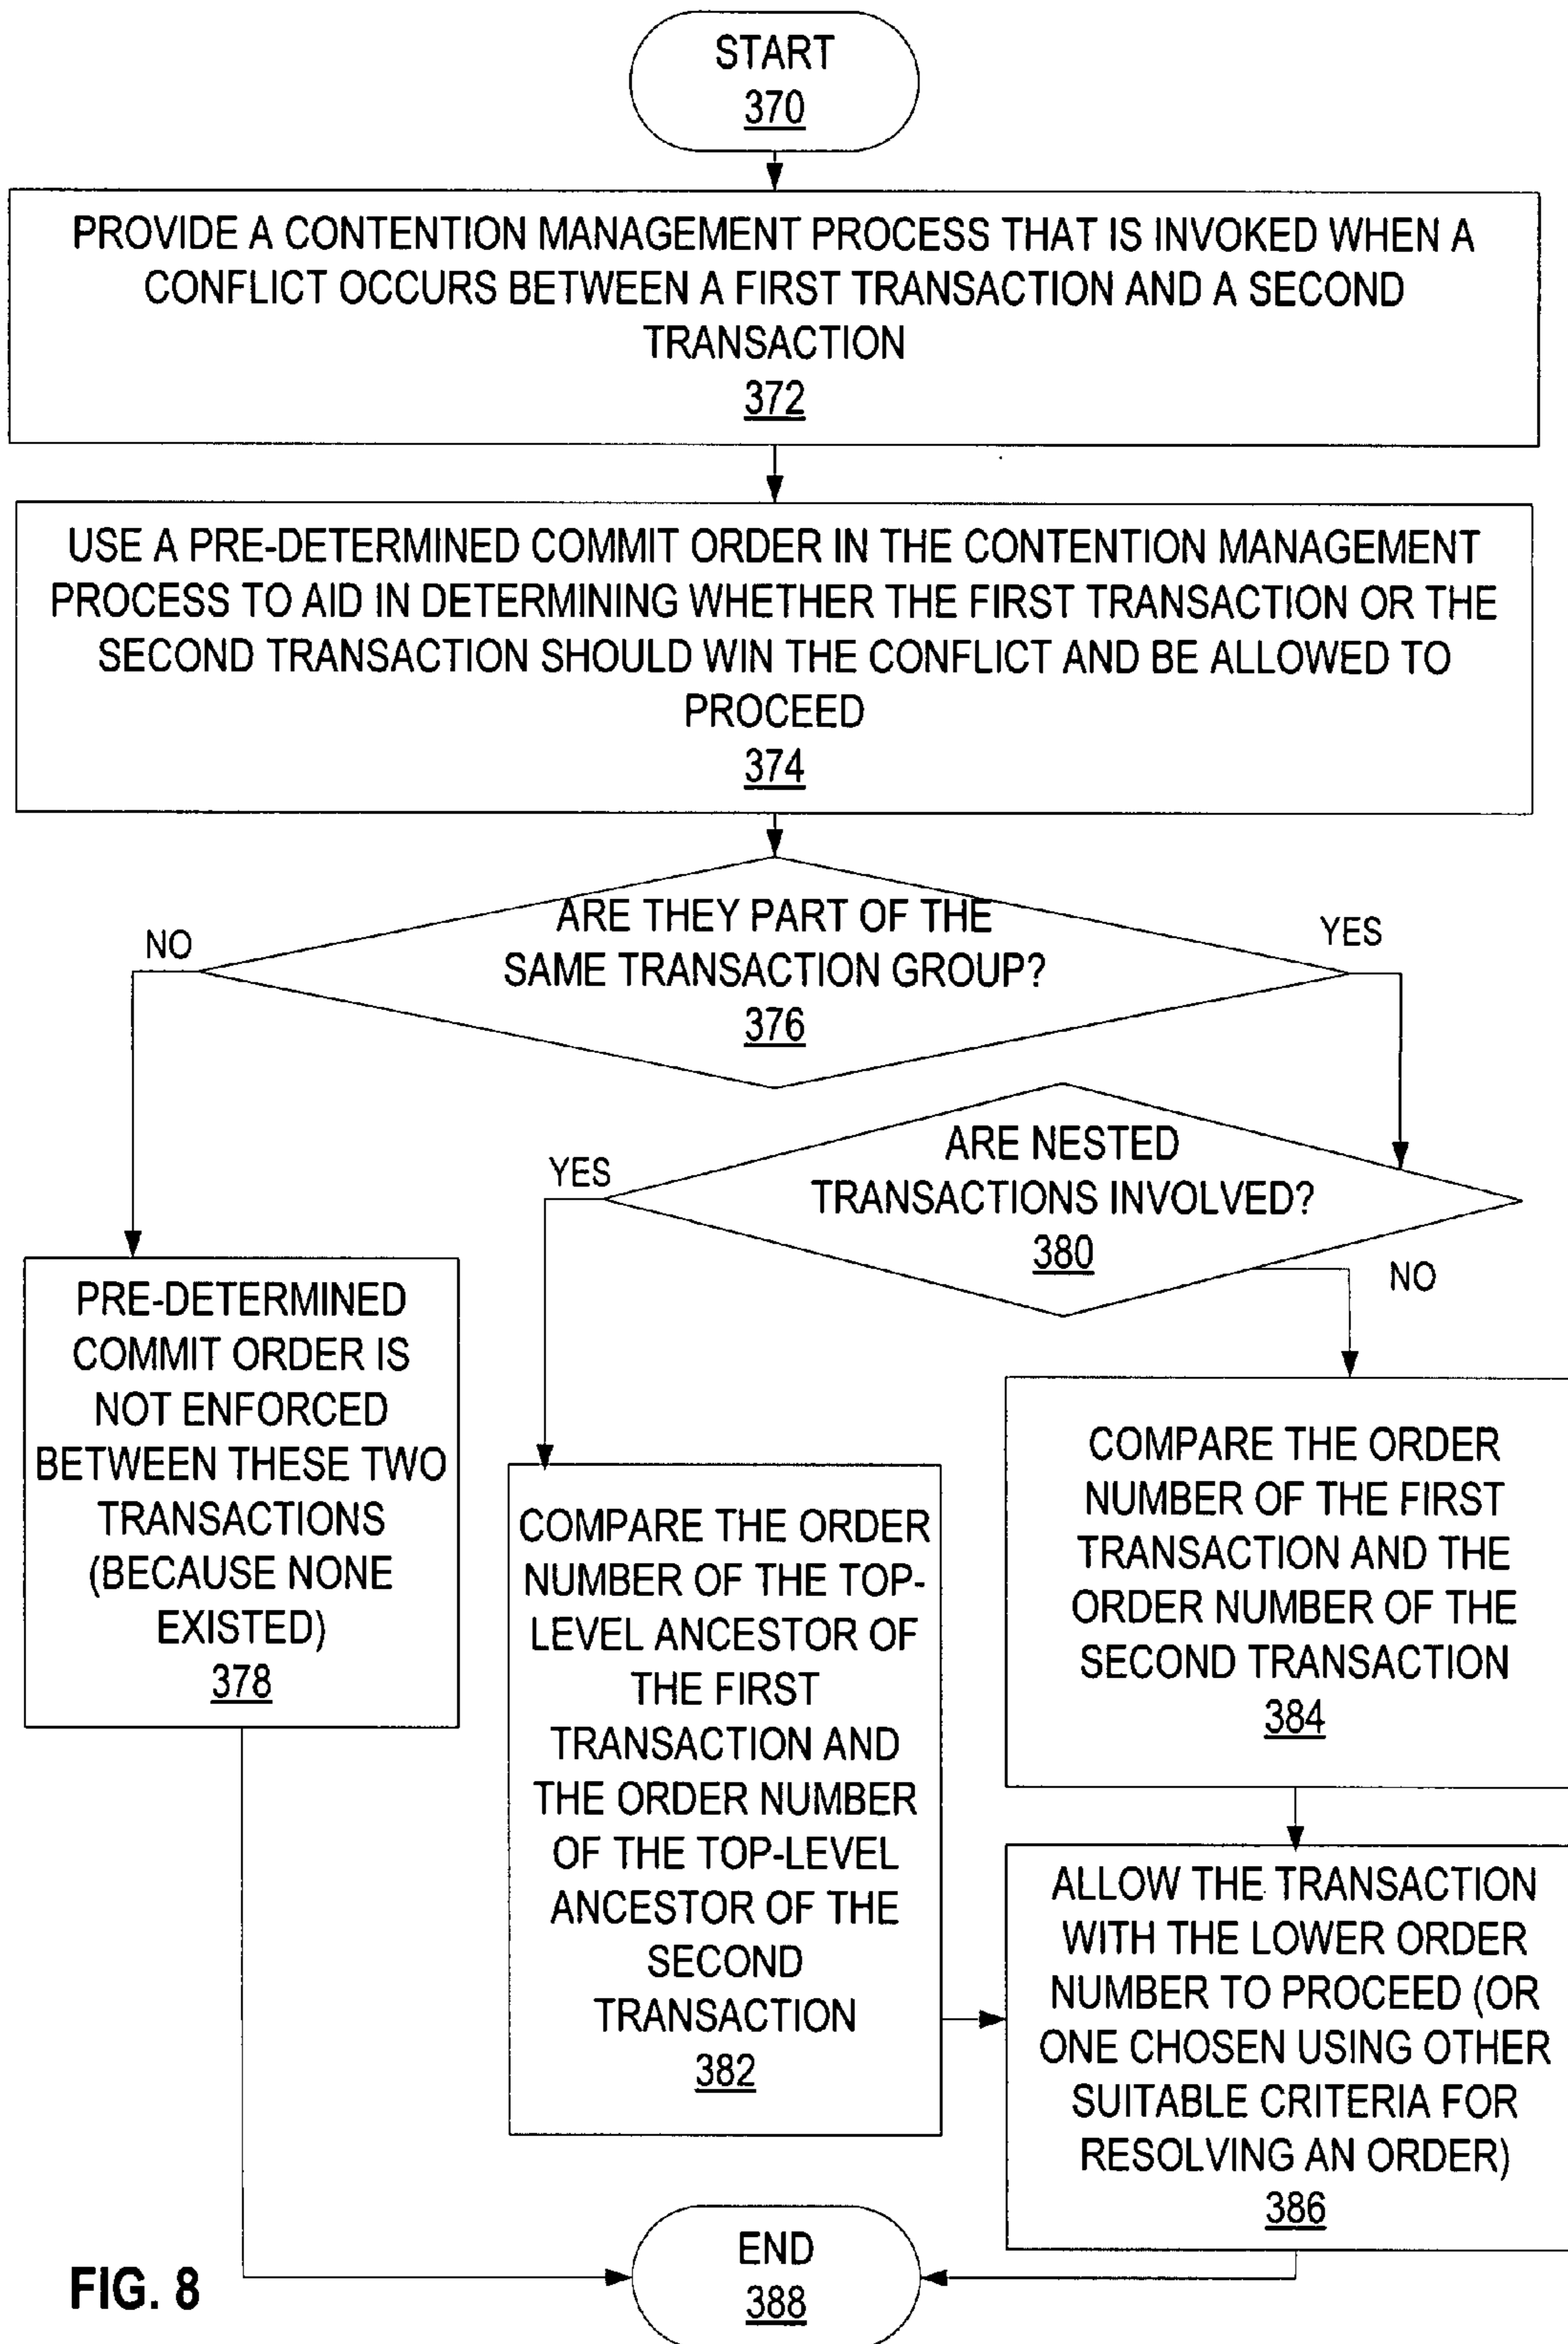 START
370
PROVIDE A CONTENTION MANAGEMENT PROCESS THAT IS INVOKED WHEN A
CONFLICT OCCURS BETWEEN A FIRST TRANSACTION AND A SECOND
TRANSACTION
372
USE A PRE-DETERMINED COMMIT ORDER IN THE CONTENTION MANAGEMENT
PROCESS TO AID IN DETERMINING WHETHER THE FIRST TRANSACTION OR THE
SECOND TRANSACTION SHOULD WIN THE CONFLICT AND BE ALLOWED TO
PROCEED
374
ARE THEY PART OF THE
SAME TRANSACTION GROUP?
376
NO
YES
ARE NESTED
TRANSACTIONS INVOLVED?
380
YES
NO
PRE-DETERMINED
COMMIT ORDER IS
NOT ENFORCED
BETWEEN THESE TWO
TRANSACTIONS
(BECAUSE NONE
EXISTED)
378
COMPARE THE ORDER
NUMBER OF THE TOP-
LEVEL ANCESTOR OF
THE FIRST
TRANSACTION AND
THE ORDER NUMBER
OF THE TOP-LEVEL
ANCESTOR OF THE
SECOND
TRANSACTION
382
COMPARE THE ORDER
NUMBER OF THE FIRST
TRANSACTION AND THE
ORDER NUMBER OF THE
SECOND TRANSACTION
384
ALLOW THE TRANSACTION
WITH THE LOWER ORDER
NUMBER TO PROCEED (OR
ONE CHOSEN USING OTHER
SUITABLE CRITERIA FOR
RESOLVING AN ORDER)
386
END
388
FIG. 8